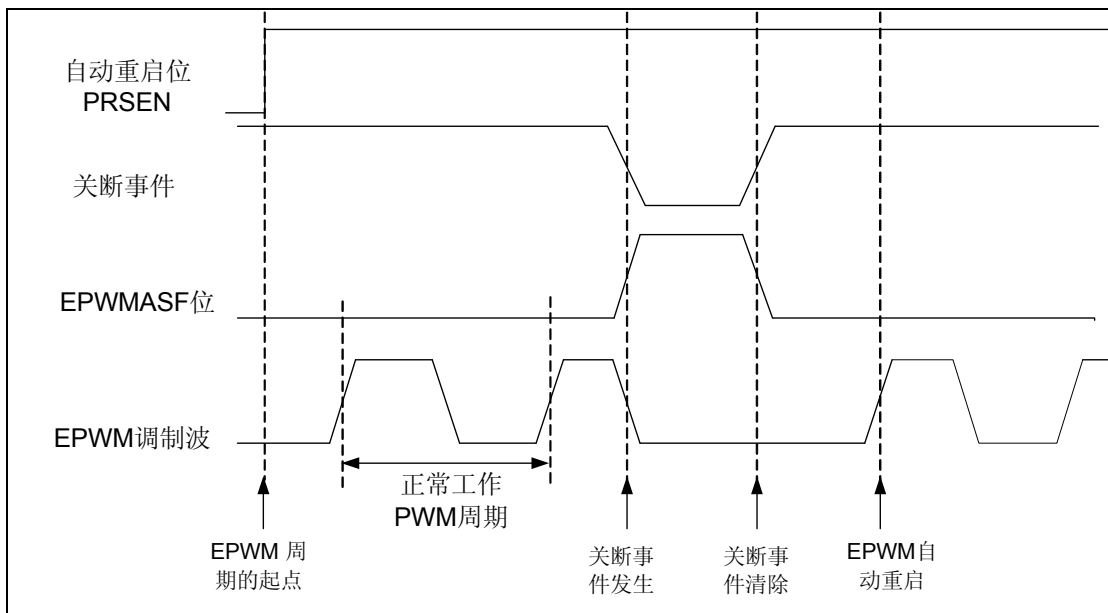 自动重启位
PRSEN
关断事件
EPWMASF位
EPWM调制波
正常工作
PWM周期
EPWM 周
期的起点
关断事
件发生
关断事
件清除
EPWM自
动重启